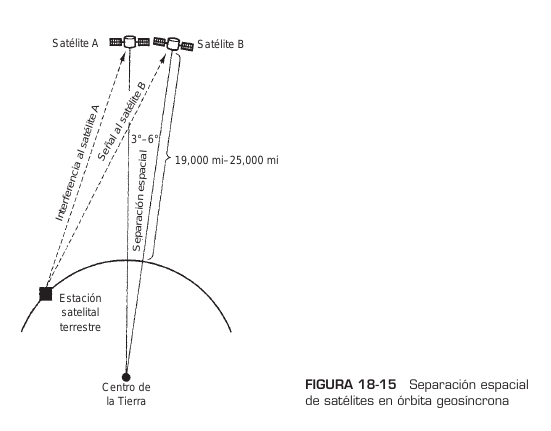 Satélite A
Satélite B
Interferencia al satélite A
Señal al satélite B
3°–6°
Separación espacial
19,000 mi–25,000 mi
Estación
satelital
terrestre
Centro de
la Tierra
FIGURA 18-15 Separación espacial
de satélites en órbita geosíncrona